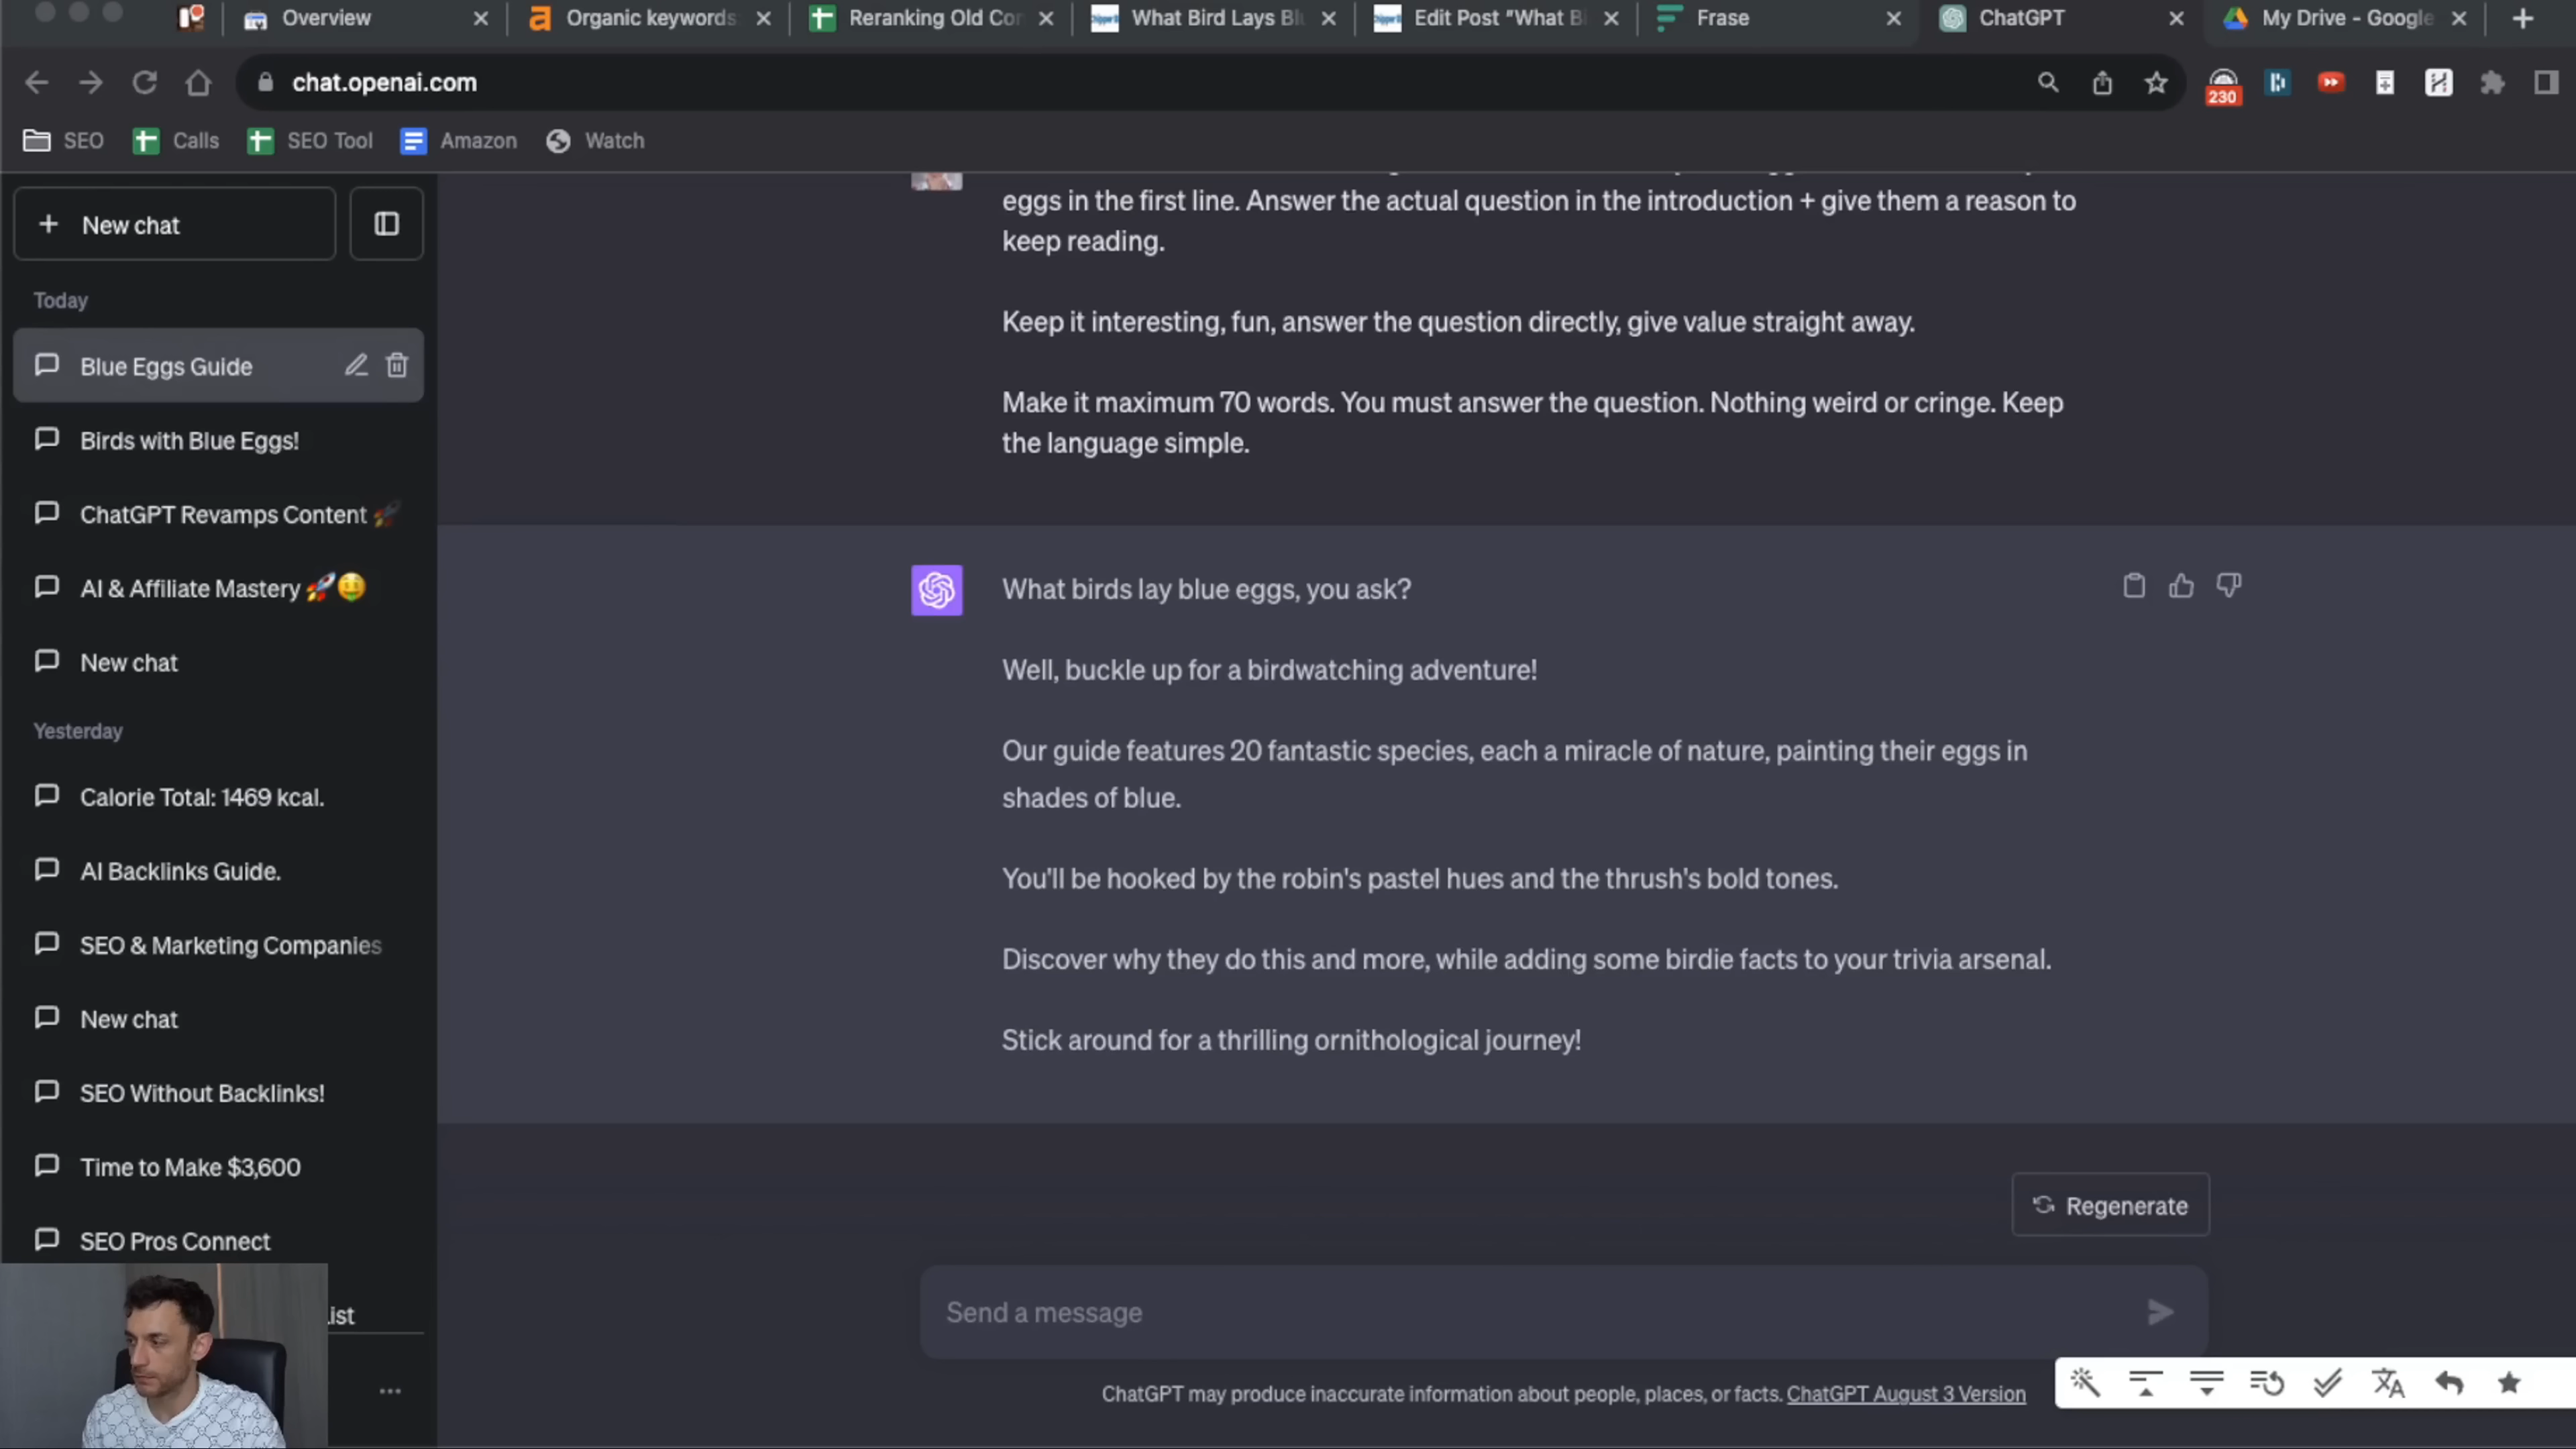 Overview
Organic keywords
Reranking Old Co
What Bird Lays Bl
Edit Post "What Bi
Frase
ChatGPT
My Drive - Google
chat.openai.com
230
SEO
Calls
SEO Tool
Amazon
Watch
New chat
Today
Blue Eggs Guide
Birds with Blue Eggs!
ChatGPT Revamps Content 🚀
AI & Affiliate Mastery 🚀🤑
New chat
Yesterday
Calorie Total: 1469 kcal.
AI Backlinks Guide.
SEO & Marketing Companies
New chat
SEO Without Backlinks!
Time to Make $3,600
SEO Pros Connect
ist
eggs in the first line. Answer the actual question in the introduction + give them a reason to
keep reading.
Keep it interesting, fun, answer the question directly, give value straight away.
Make it maximum 70 words. You must answer the question. Nothing weird or cringe. Keep
the language simple.
What birds lay blue eggs, you ask?
Well, buckle up for a birdwatching adventure!
Our guide features 20 fantastic species, each a miracle of nature, painting their eggs in
shades of blue.
You'll be hooked by the robin's pastel hues and the thrush's bold tones.
Discover why they do this and more, while adding some birdie facts to your trivia arsenal.
Stick around for a thrilling ornithological journey!
Regenerate
Send a message
ChatGPT may produce inaccurate information about people, places, or facts. ChatGPT August 3 Version